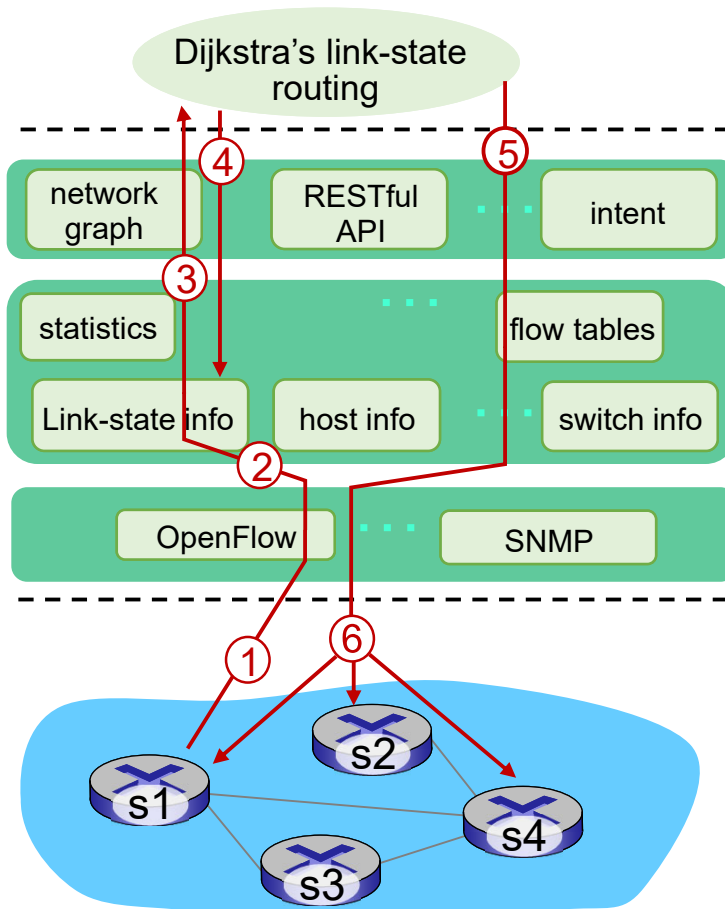 Dijkstra's link-state
routing
4
5
network
graph
RESTful
API
intent
3
statistics
flow tables
Link-state info
host info
switch info
2
OpenFlow
SNMP
1
6
s2
s1
s4
s3